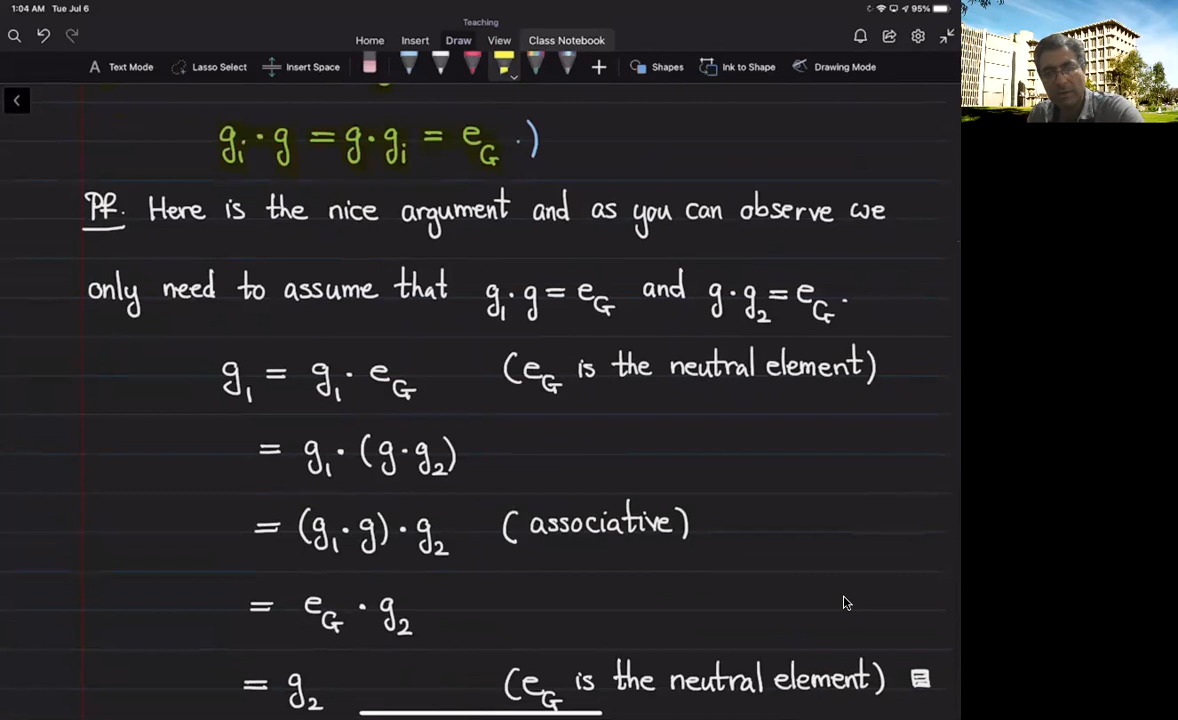 1:04 AM Tue Jul 6
95%
Teaching
Home Insert Draw View Class Notebook
Text Mode Lasso Select Insert Space Shapes Ink to Shape Drawing Mode
gᵢ · g = g · gᵢ = e_G ·)
Pf. Here is the nice argument and as you can observe we
only need to assume that g₁ · g = e_G and g · g₂ = e_G.
g₁ = g₁ · e_G (e_G is the neutral element)
= g₁ · (g · g₂)
= (g₁ · g) · g₂ (associative)
= e_G · g₂
= g₂ (e_G is the neutral element)